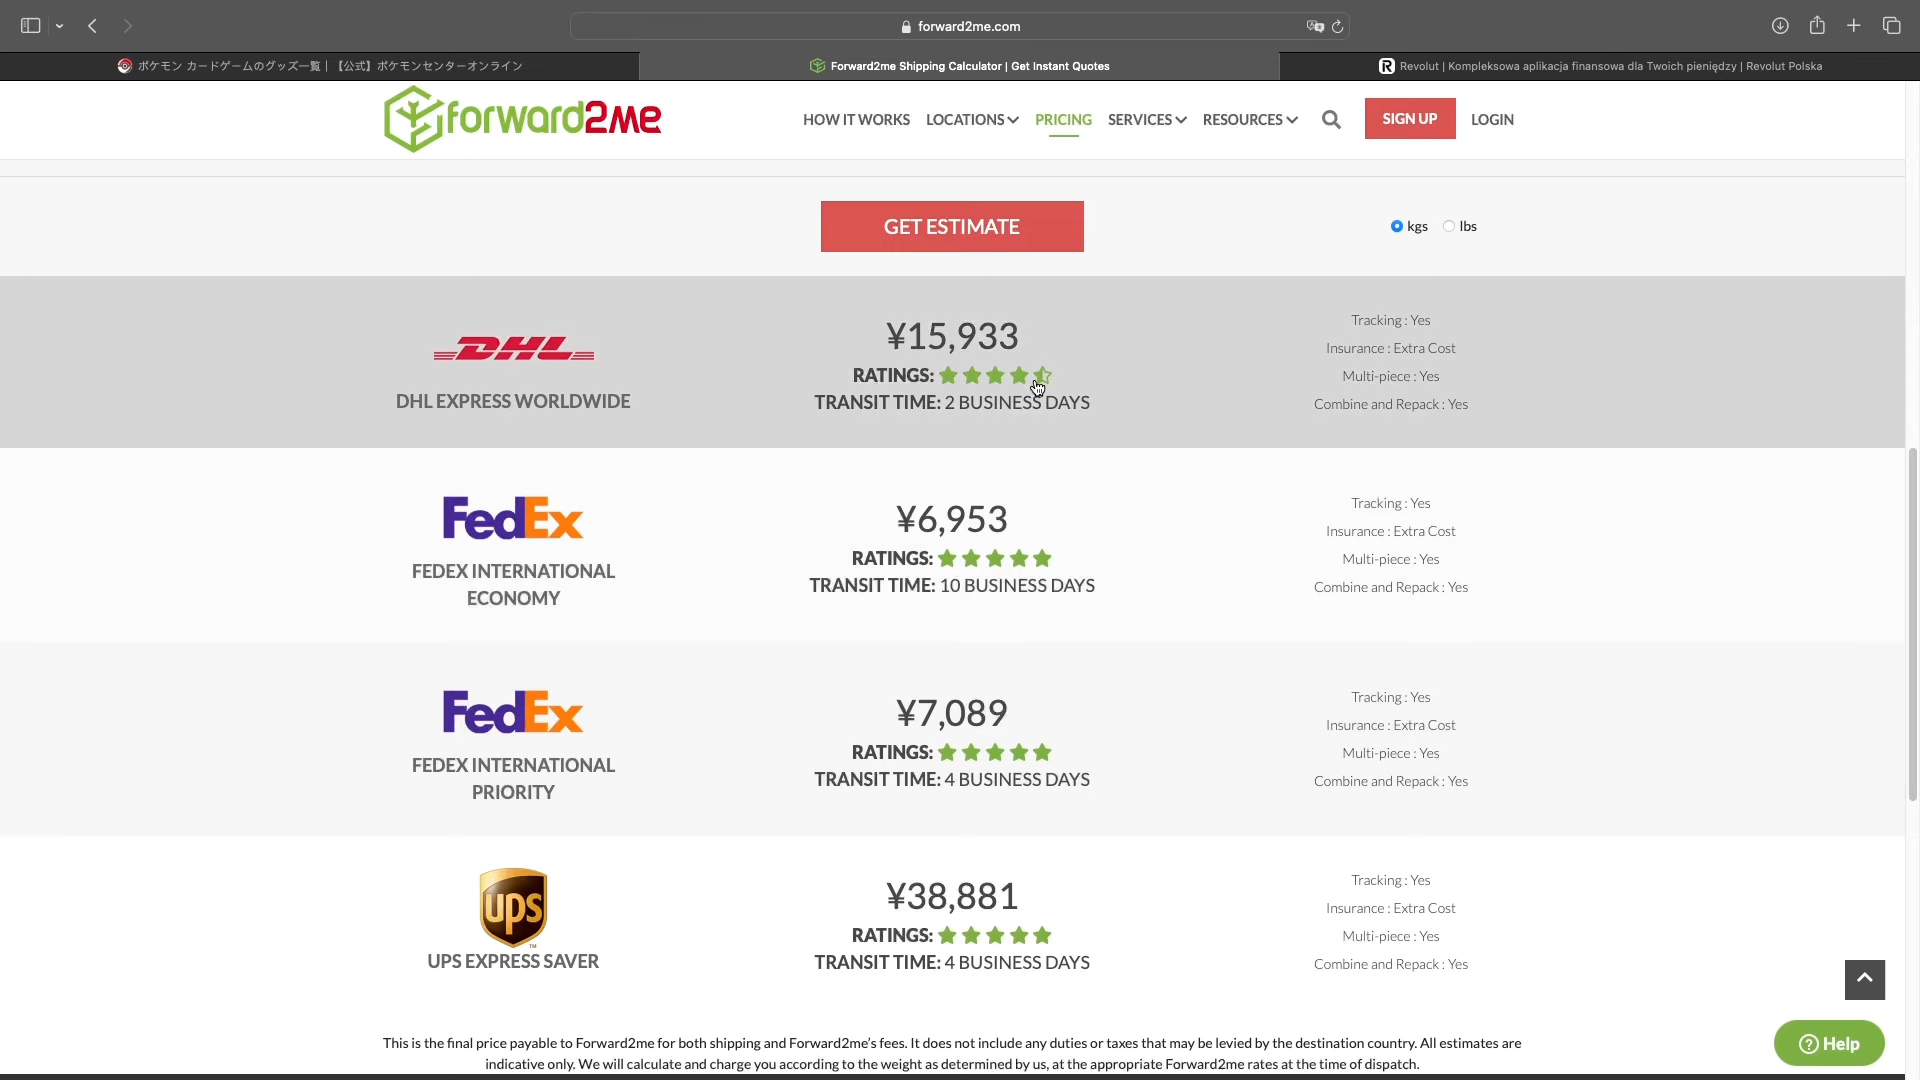 forward2me.com
ポケモン カードゲームのグッズ一覧 | 【公式】ポケモンセンターオンライン
Forward2me Shipping Calculator | Get Instant Quotes
Revolut | Kompleksowa aplikacja finansowa dla Twoich pieniędzy | Revolut Polska
forward2me
HOW IT WORKS
LOCATIONS
PRICING
SERVICES
RESOURCES
SIGN UP
LOGIN
GET ESTIMATE
kgs
lbs
DHL
DHL EXPRESS WORLDWIDE
¥15,933
RATINGS:
TRANSIT TIME: 2 BUSINESS DAYS
Tracking : Yes
Insurance : Extra Cost
Multi-piece : Yes
Combine and Repack : Yes
FedEx
FEDEX INTERNATIONAL
ECONOMY
¥6,953
RATINGS:
TRANSIT TIME: 10 BUSINESS DAYS
Tracking : Yes
Insurance : Extra Cost
Multi-piece : Yes
Combine and Repack : Yes
FedEx
FEDEX INTERNATIONAL
PRIORITY
¥7,089
RATINGS:
TRANSIT TIME: 4 BUSINESS DAYS
Tracking : Yes
Insurance : Extra Cost
Multi-piece : Yes
Combine and Repack : Yes
ups
TM
UPS EXPRESS SAVER
¥38,881
RATINGS:
TRANSIT TIME: 4 BUSINESS DAYS
Tracking : Yes
Insurance : Extra Cost
Multi-piece : Yes
Combine and Repack : Yes
This is the final price payable to Forward2me for both shipping and Forward2me's fees. It does not include any duties or taxes that may be levied by the destination country. All estimates are
indicative only. We will calculate and charge you according to the weight as determined by us, at the appropriate Forward2me rates at the time of dispatch.
Help